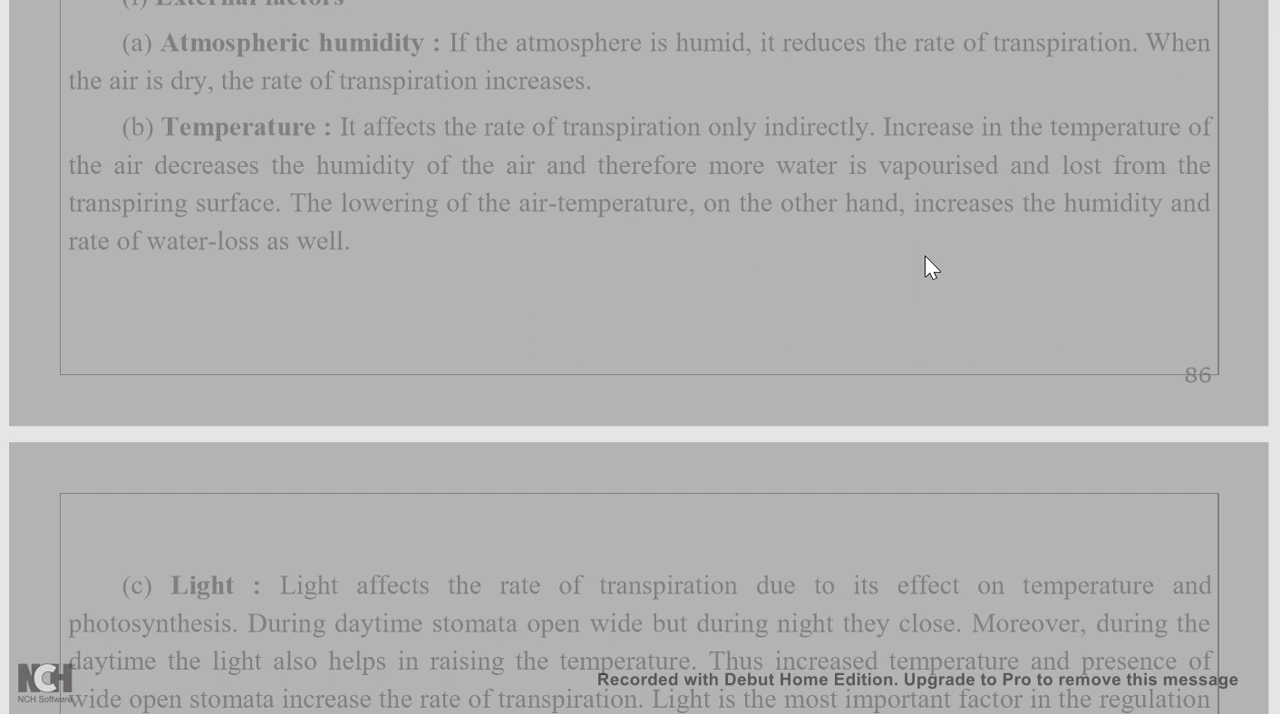 (i) External factors
(a) Atmospheric humidity : If the atmosphere is humid, it reduces the rate of transpiration. When
the air is dry, the rate of transpiration increases.
(b) Temperature : It affects the rate of transpiration only indirectly. Increase in the temperature of
the air decreases the humidity of the air and therefore more water is vapourised and lost from the
transpiring surface. The lowering of the air-temperature, on the other hand, increases the humidity and
rate of water-loss as well.
86
(c) Light : Light affects the rate of transpiration due to its effect on temperature and
photosynthesis. During daytime stomata open wide but during night they close. Moreover, during the
daytime the light also helps in raising the temperature. Thus increased temperature and presence of
wide open stomata increase the rate of transpiration. Light is the most important factor in the regulation
NCH
NCH Software
Recorded with Debut Home Edition. Upgrade to Pro to remove this message